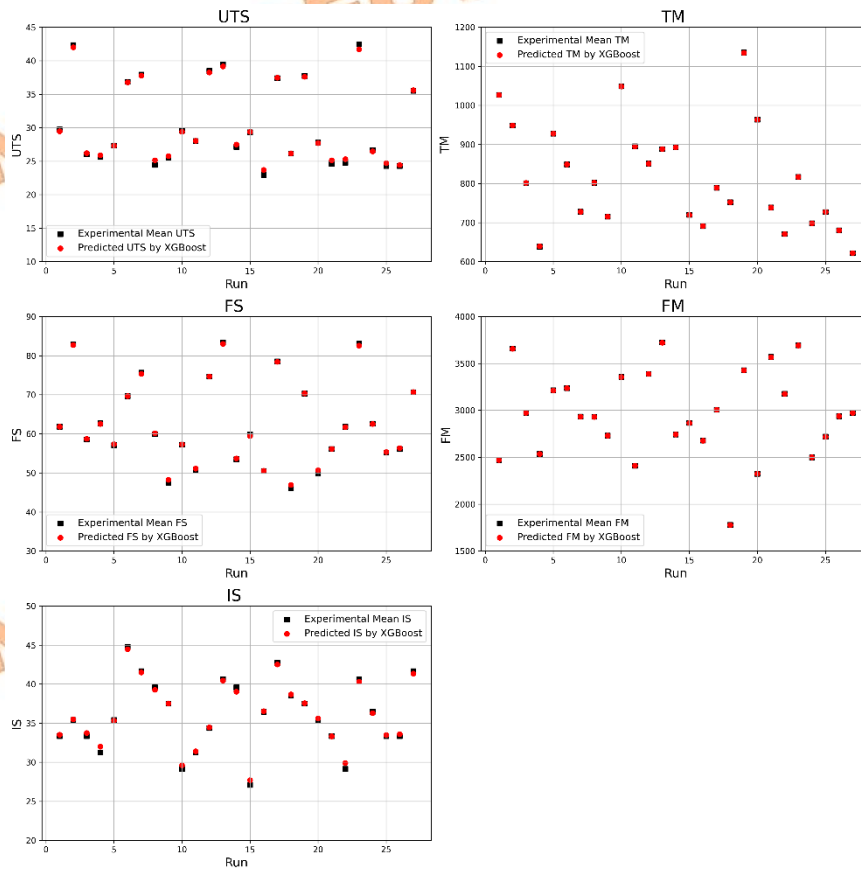 UTS
45
40
35
30
25
20
15
10
UTS
Experimental Mean UTS
Predicted UTS by XGBoost
0 5 10 15 20 25
Run
TM
1200
1100
1000
900
800
700
600
TM
Experimental Mean TM
Predicted TM by XGBoost
0 5 10 15 20 25
Run
FS
90
80
70
60
50
40
30
FS
Experimental Mean FS
Predicted FS by XGBoost
0 5 10 15 20 25
Run
FM
4000
3500
3000
2500
2000
1500
FM
Experimental Mean FM
Predicted FM by XGBoost
0 5 10 15 20 25
Run
IS
50
45
40
35
30
25
20
IS
Experimental Mean IS
Predicted IS by XGBoost
0 5 10 15 20 25
Run